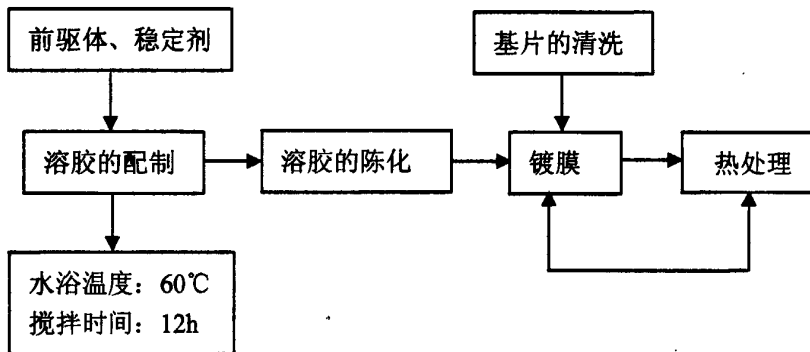 前驱体、稳定剂
基片的清洗
溶胶的配制
溶胶的陈化
镀膜
热处理
水浴温度：60℃
搅拌时间：12h